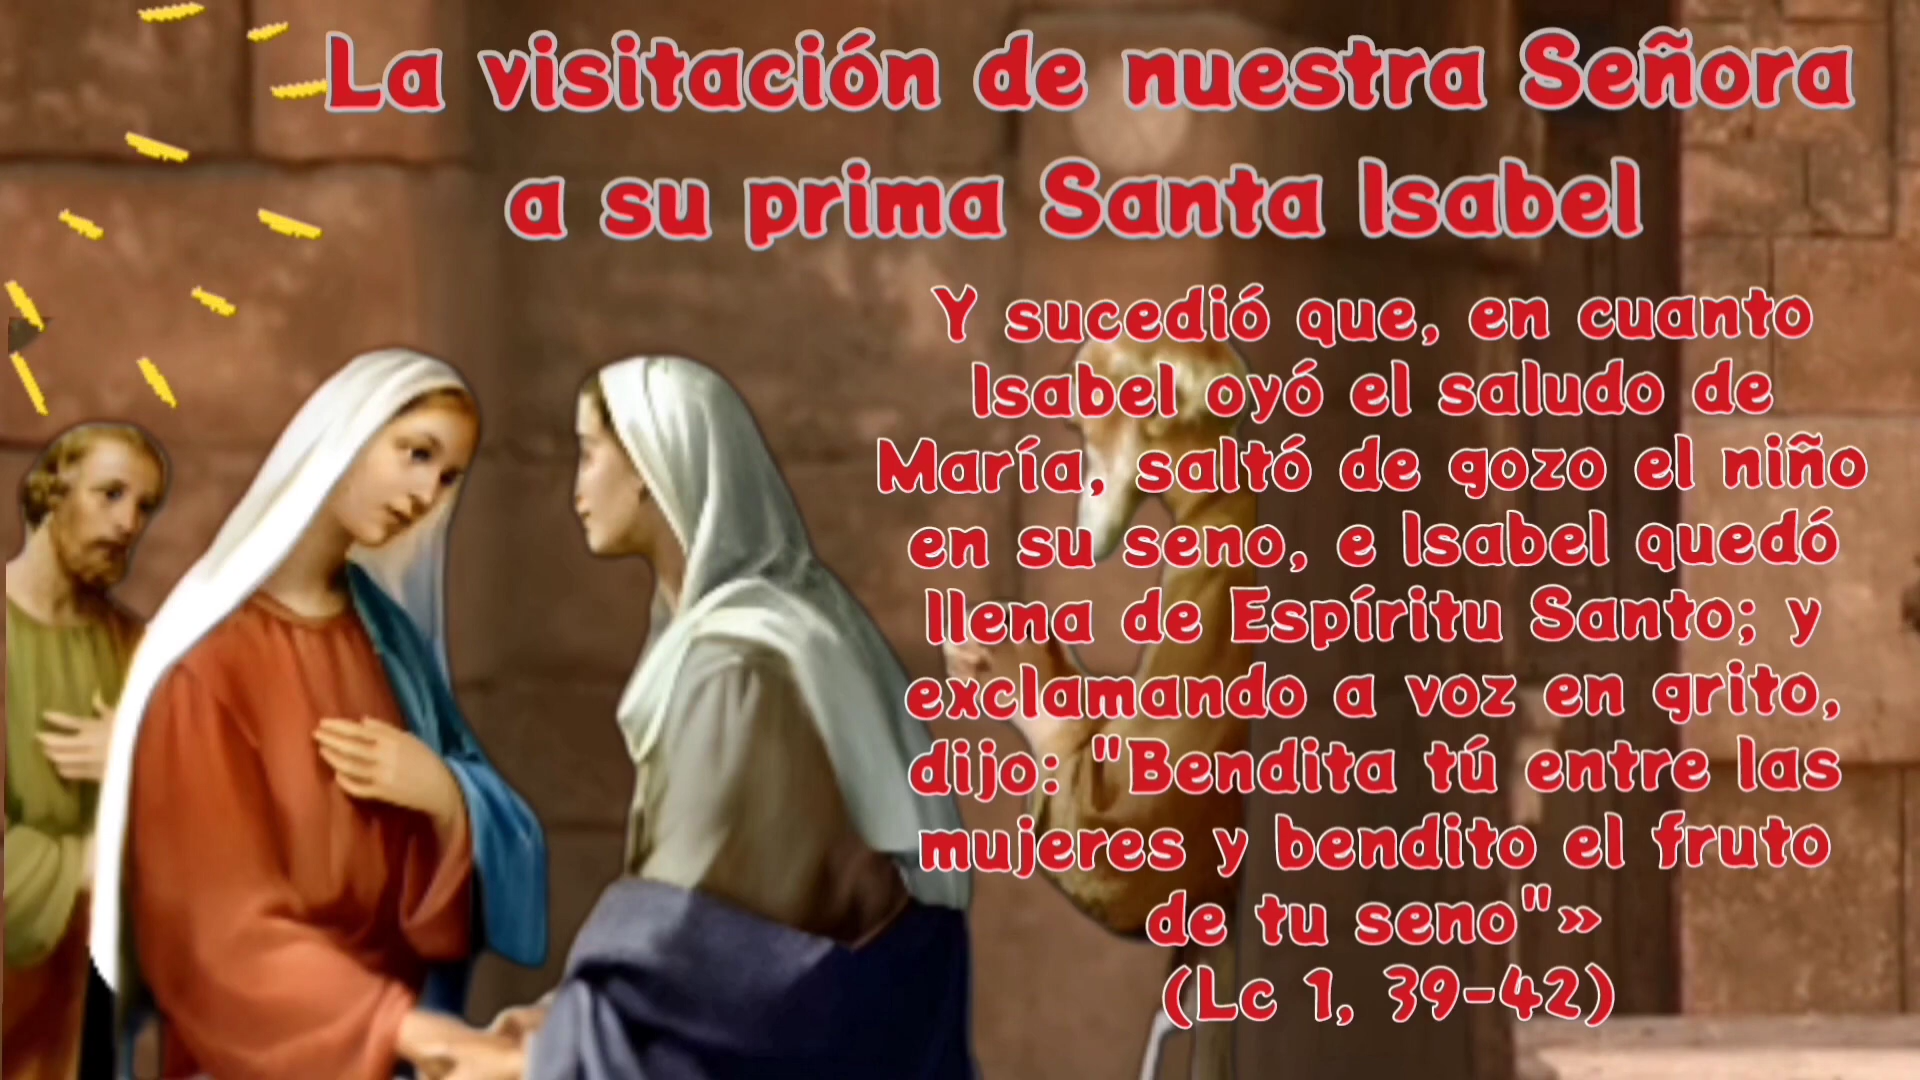 La visitación de nuestra Señora
a su prima Santa Isabel
Y sucedió que, en cuanto
Isabel oyó el saludo de
María, saltó de gozo el niño
en su seno, e Isabel quedó
llena de Espíritu Santo; y
exclamando a voz en grito,
dijo: "Bendita tú entre las
mujeres y bendito el fruto
de tu seno"»
(Lc 1, 39-42)